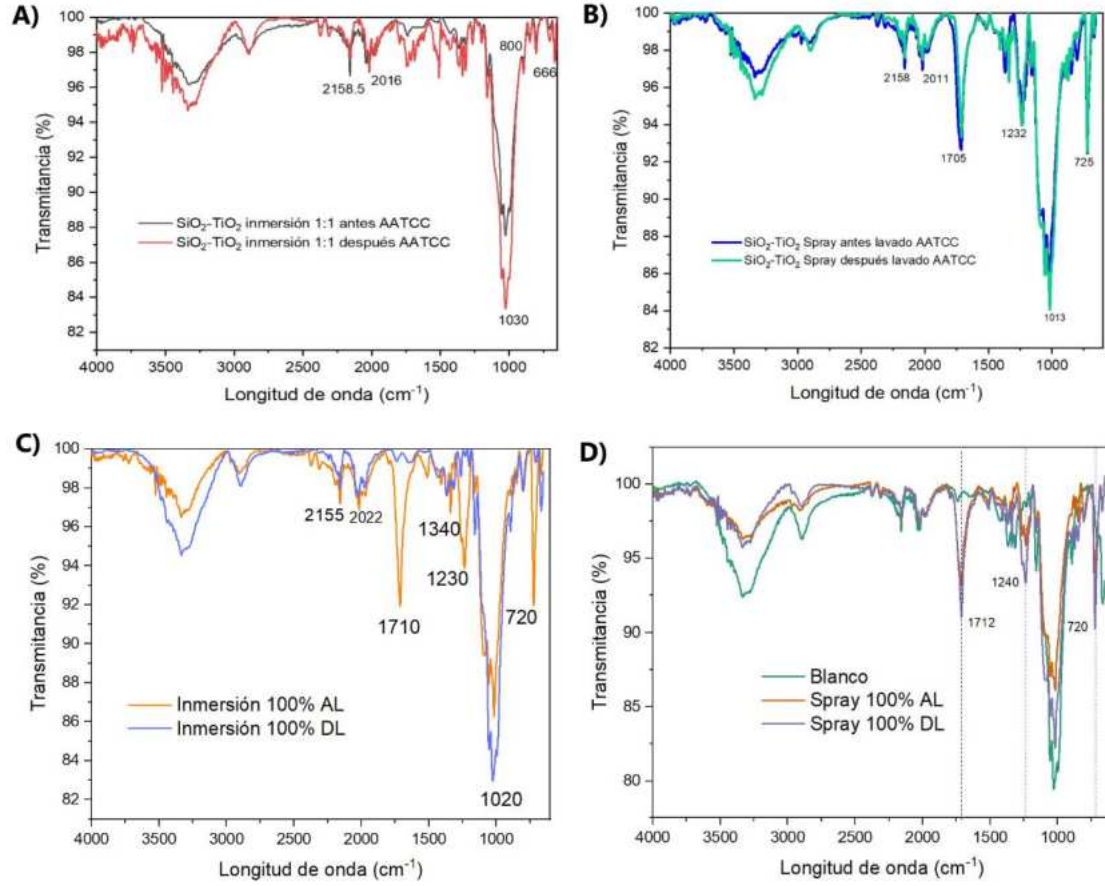 A)
100
98
96
94
92
90
88
86
84
82
Transmitancia (%)
800
2158.5
2016
666
SiO₂-TiO₂ inmersión 1:1 antes AATCC
SiO₂-TiO₂ inmersión 1:1 después AATCC
1030
4000 3500 3000 2500 2000 1500 1000
Longitud de onda (cm⁻¹)
B)
100
98
96
94
92
90
88
86
84
82
Transmitancia (%)
2158
2011
1705
1232
725
SiO₂-TiO₂ Spray antes lavado AATCC
SiO₂-TiO₂ Spray después lavado AATCC
1013
4000 3500 3000 2500 2000 1500 1000
Longitud de onda (cm⁻¹)
C)
100
98
96
94
92
90
88
86
84
82
Transmitancia (%)
2155
2022
1340
1230
1710
720
Inmersión 100% AL
Inmersión 100% DL
1020
4000 3500 3000 2500 2000 1500 1000
Longitud de onda (cm⁻¹)
D)
100
95
90
85
80
Transmitancia (%)
1240
1712
720
Blanco
Spray 100% AL
Spray 100% DL
4000 3500 3000 2500 2000 1500 1000
Longitud de onda (cm⁻¹)